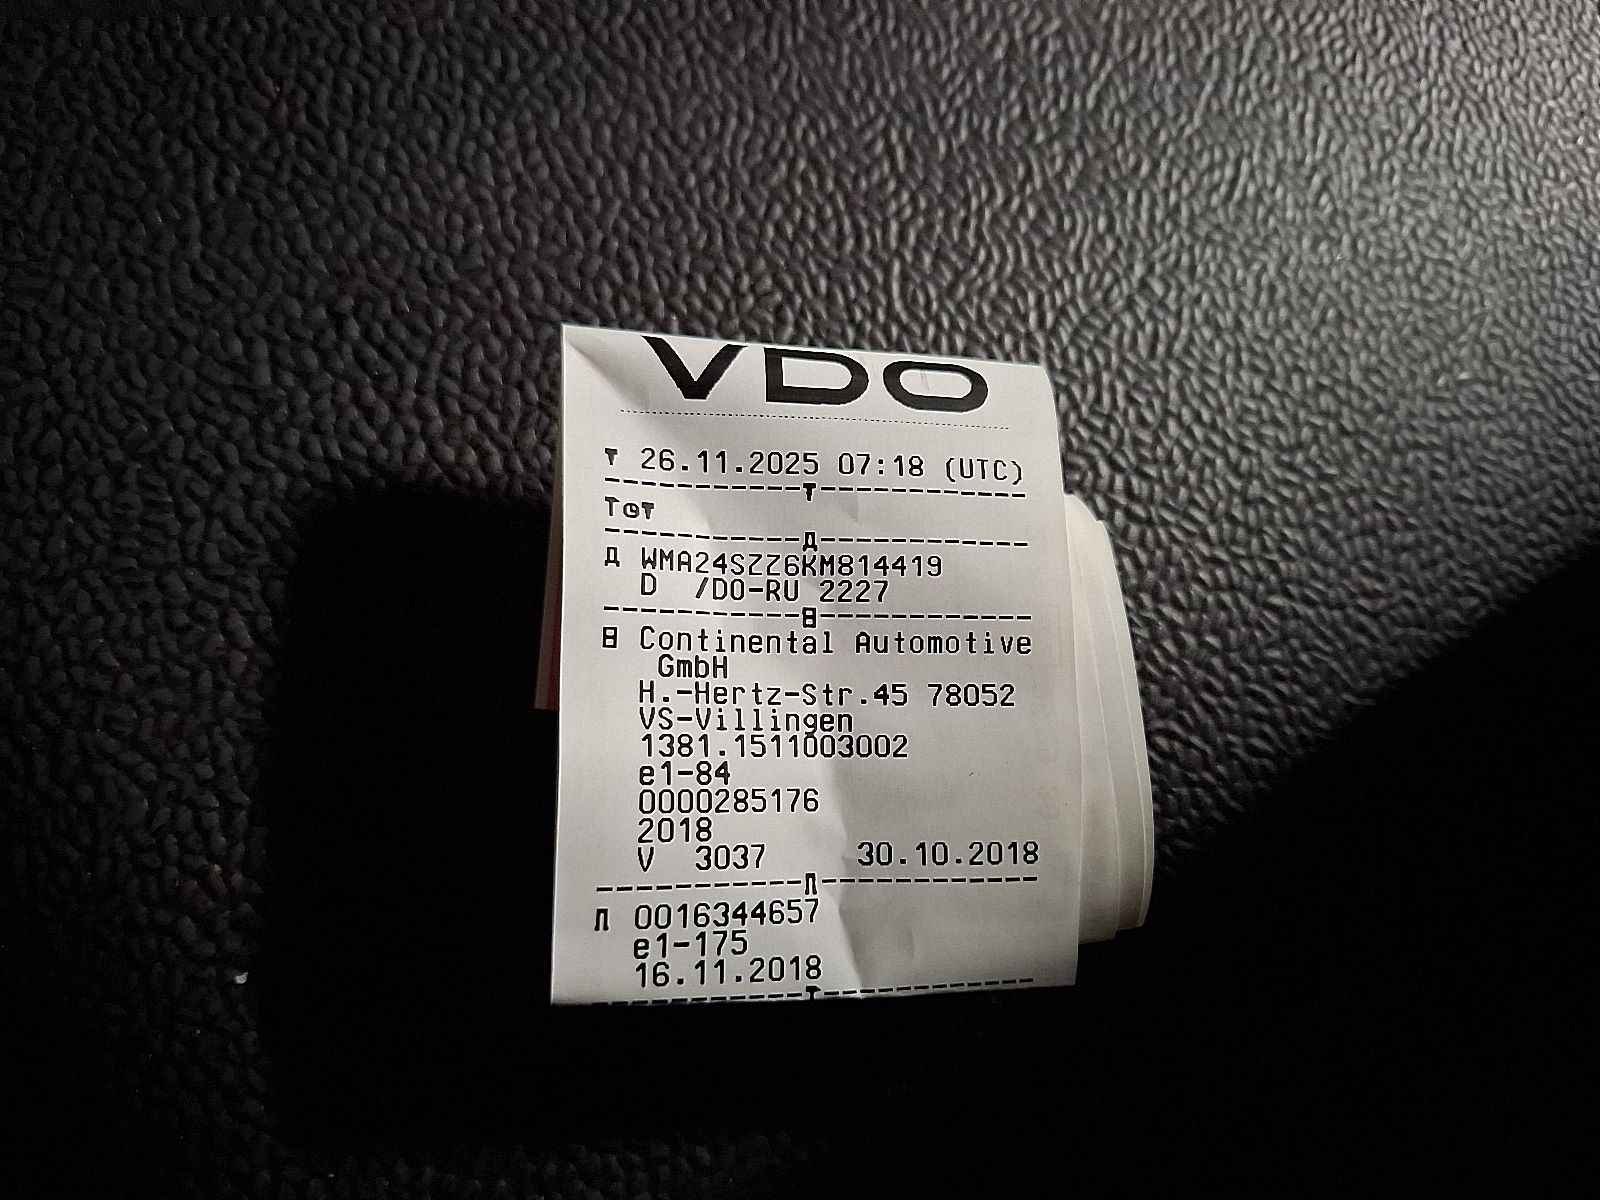 VDO
26.11.2025 07:18 (UTC)
WMA24SZZ6KM814419
D /DO-RU 2227
Continental Automotive
GmbH
H.-Hertz-Str.45 78052
VS-Villingen
1381.1511003002
e1-84
0000285176
2018
V 3037 30.10.2018
0016344657
e1-175
16.11.2018